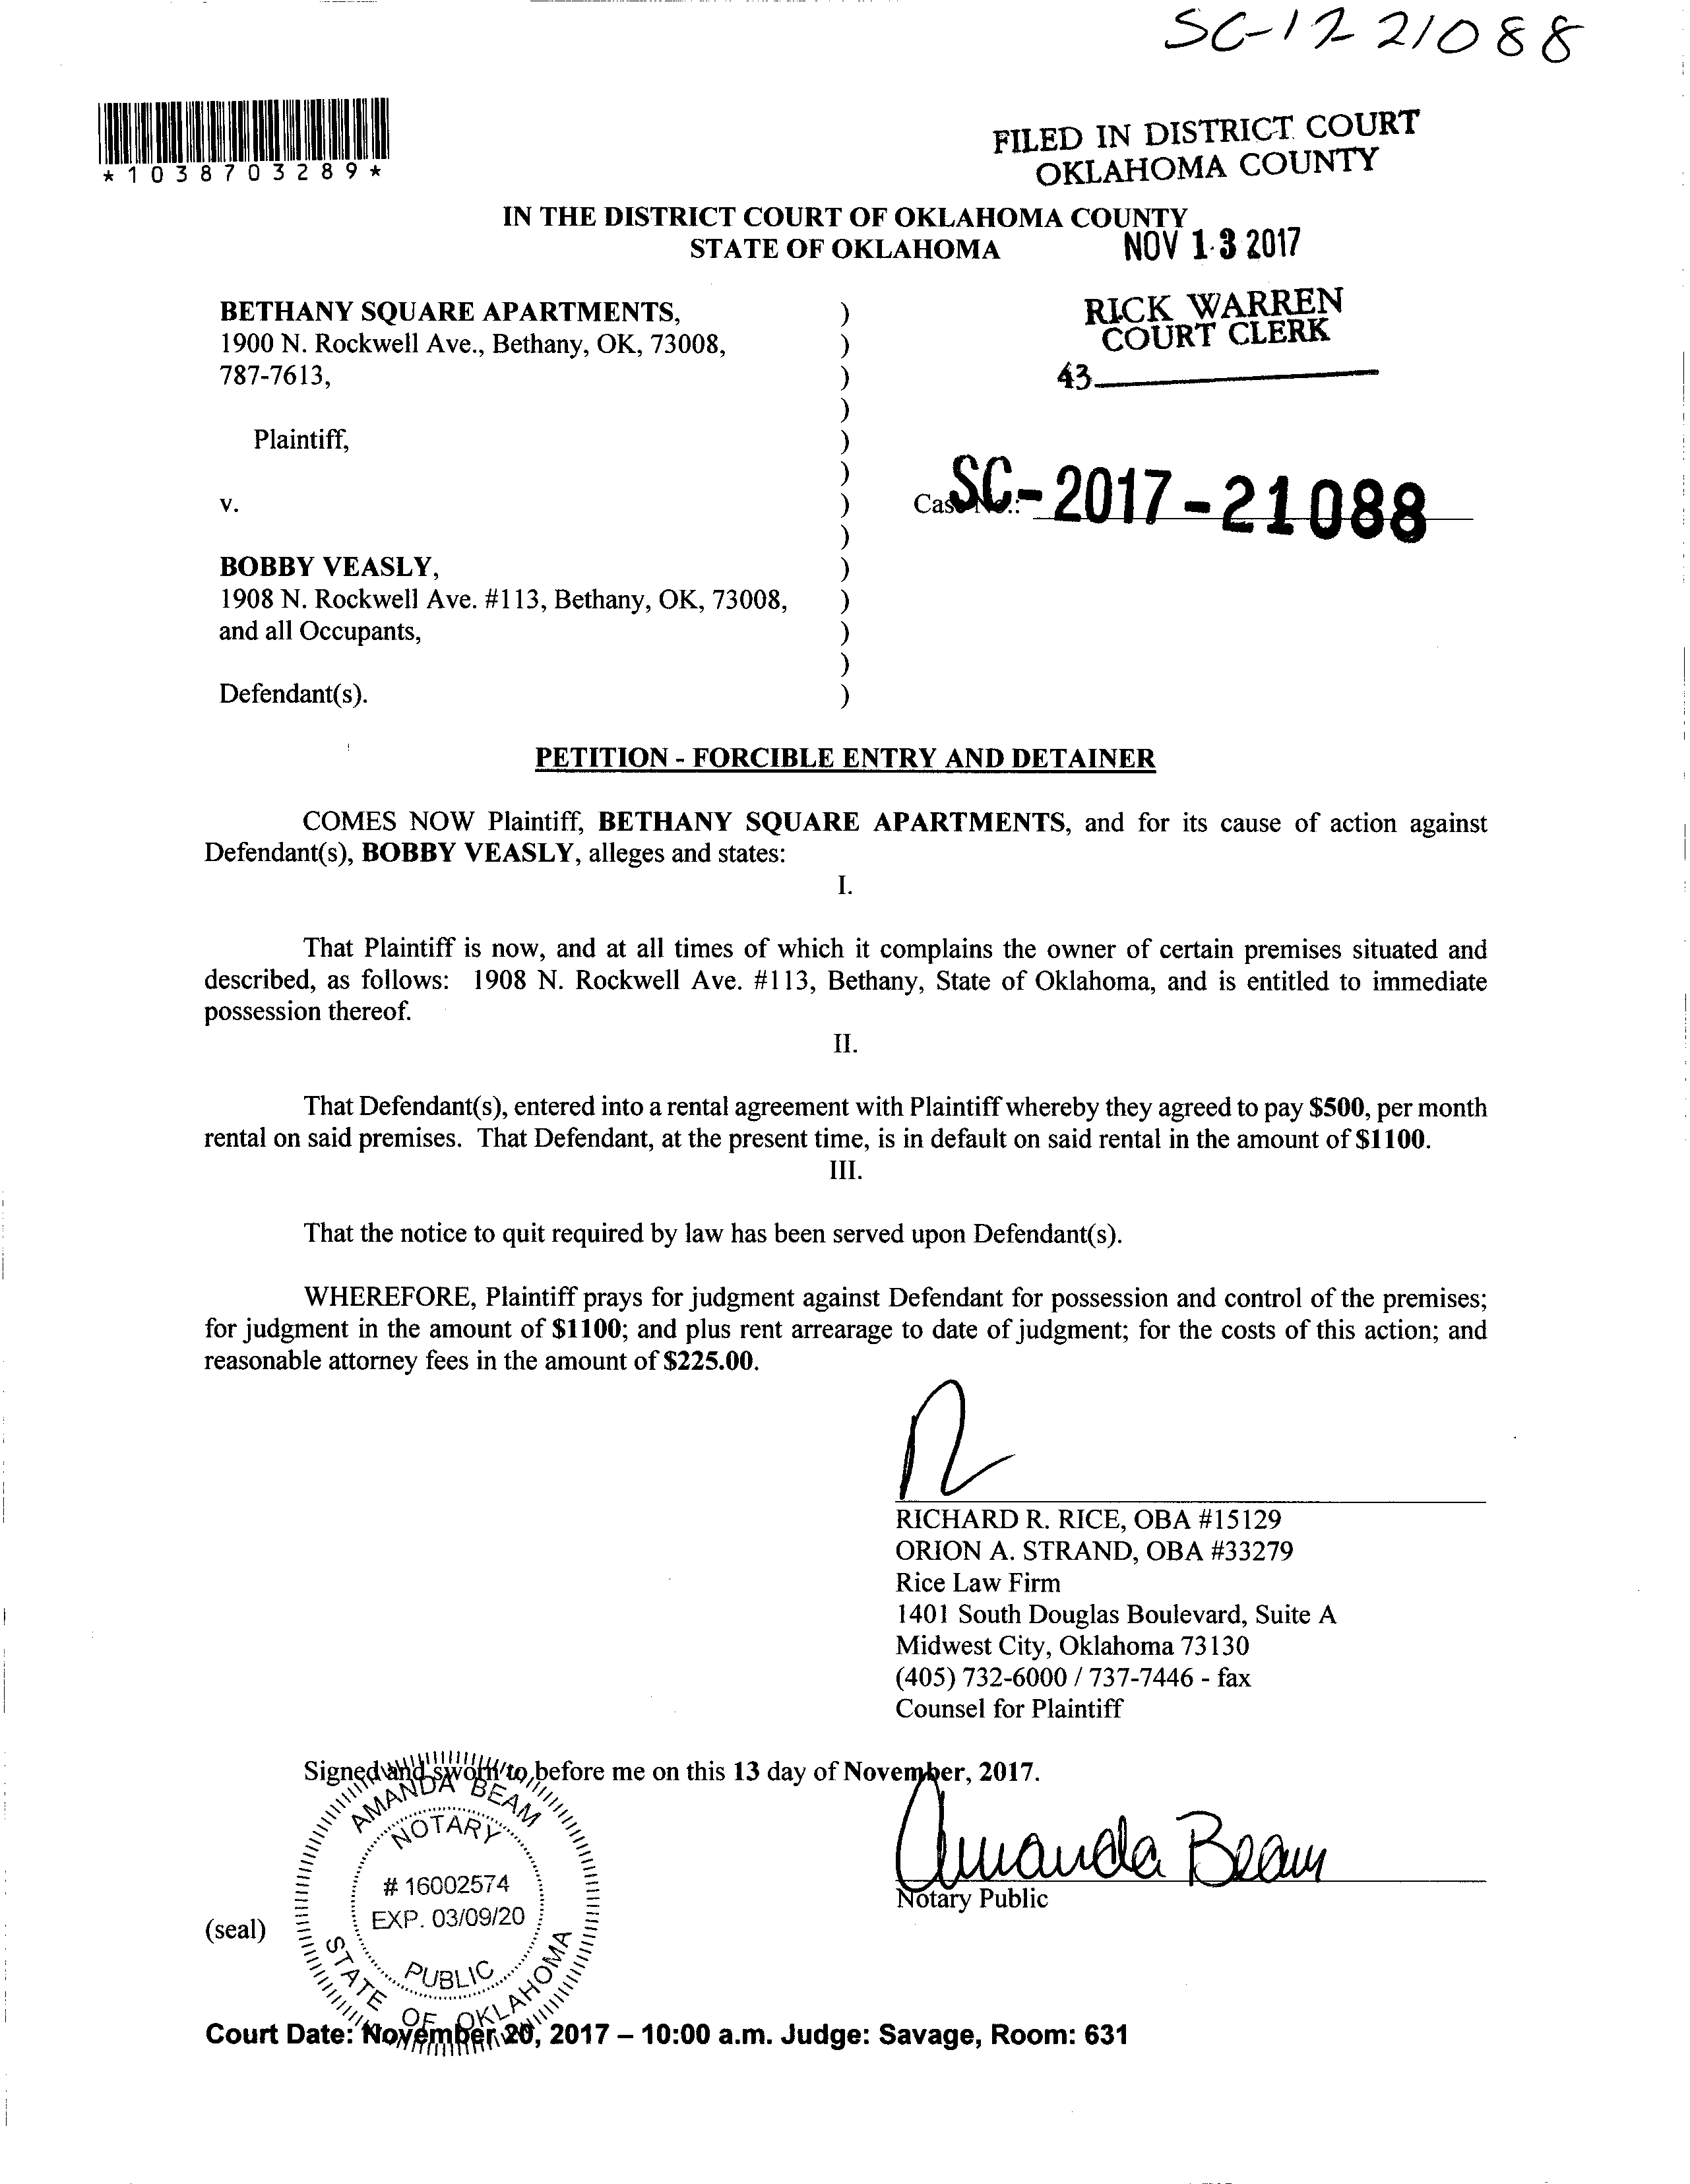 SC-17 21088
*1038703289*
FILED IN DISTRICT COURT
OKLAHOMA COUNTY
IN THE DISTRICT COURT OF OKLAHOMA COUNTY
STATE OF OKLAHOMA
NOV 13 2017
RICK WARREN
COURT CLERK
43
BETHANY SQUARE APARTMENTS, )
1900 N. Rockwell Ave., Bethany, OK, 73008, )
787-7613, )
)
Plaintiff, )
)
v. )
)
Case No.: SC-2017-21088
BOBBY VEASLY, )
1908 N. Rockwell Ave. #113, Bethany, OK, 73008, )
and all Occupants, )
)
Defendant(s). )
PETITION - FORCIBLE ENTRY AND DETAINER
COMES NOW Plaintiff, BETHANY SQUARE APARTMENTS, and for its cause of action against
Defendant(s), BOBBY VEASLY, alleges and states:
I.
That Plaintiff is now, and at all times of which it complains the owner of certain premises situated and
described, as follows: 1908 N. Rockwell Ave. #113, Bethany, State of Oklahoma, and is entitled to immediate
possession thereof.
II.
That Defendant(s), entered into a rental agreement with Plaintiff whereby they agreed to pay $500, per month
rental on said premises. That Defendant, at the present time, is in default on said rental in the amount of $1100.
III.
That the notice to quit required by law has been served upon Defendant(s).
WHEREFORE, Plaintiff prays for judgment against Defendant for possession and control of the premises;
for judgment in the amount of $1100; and plus rent arrearage to date of judgment; for the costs of this action; and
reasonable attorney fees in the amount of $225.00.
RICHARD R. RICE, OBA #15129
ORION A. STRAND, OBA #33279
Rice Law Firm
1401 South Douglas Boulevard, Suite A
Midwest City, Oklahoma 73130
(405) 732-6000 / 737-7446 - fax
Counsel for Plaintiff
Signed and sworn to before me on this 13 day of November, 2017.
Amanda Beam
Notary Public
AMANDA BEAM
NOTARY
# 16002574
EXP. 03/09/20
PUBLIC
STATE OF OKLAHOMA
(seal)
Court Date: November 20, 2017 – 10:00 a.m. Judge: Savage, Room: 631